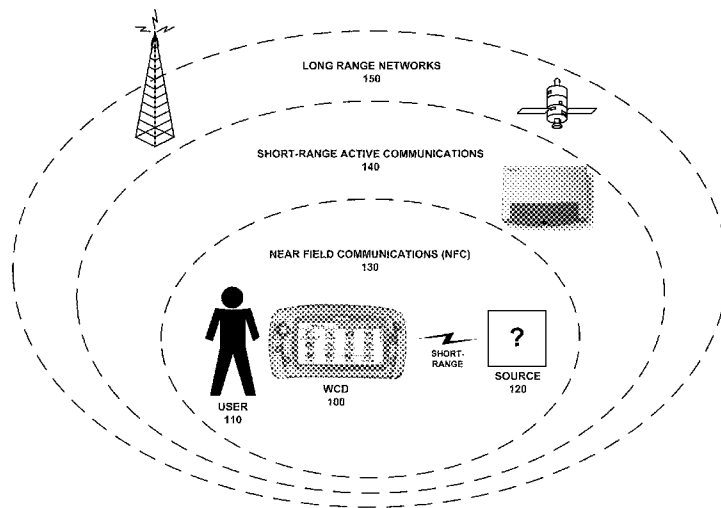 LONG RANGE NETWORKS
150
SHORT-RANGE ACTIVE COMMUNICATIONS
140
NEAR FIELD COMMUNICATIONS (NFC)
130
?
SHORT-
RANGE
WCD
100
SOURCE
120
USER
110